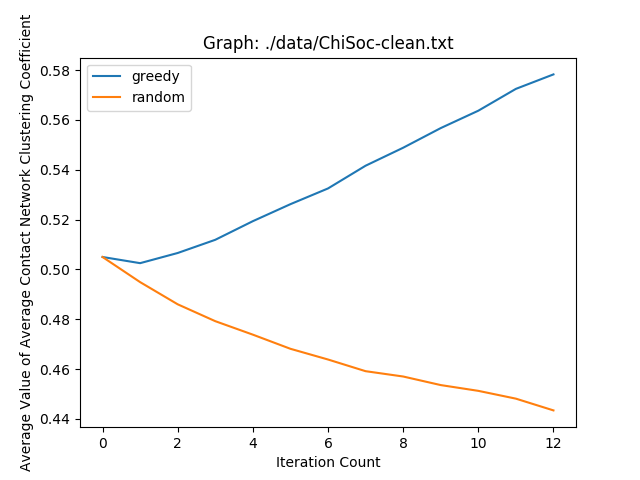 Graph: ./data/ChiSoc-clean.txt
greedy
random
Average Value of Average Contact Network Clustering Coefficient
0.58
0.56
0.54
0.52
0.50
0.48
0.46
0.44
0 2 4 6 8 10 12
Iteration Count